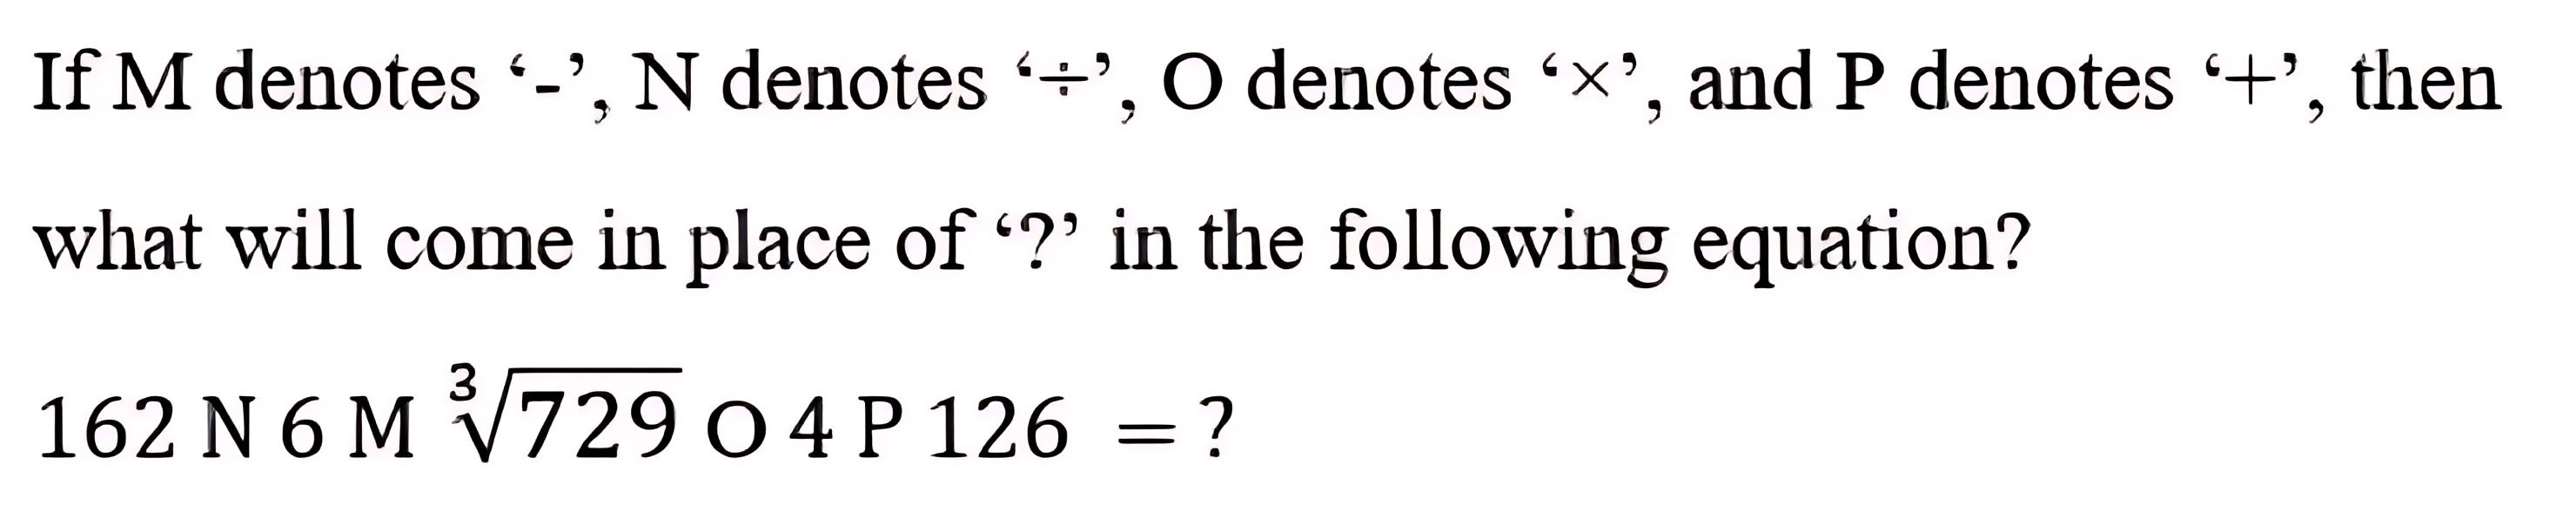 If M denotes ‘-’, N denotes ‘÷’, O denotes ‘×’, and P denotes ‘+’, then
what will come in place of ‘?’ in the following equation?
162 N 6 M ∛729 O 4 P 126 = ?